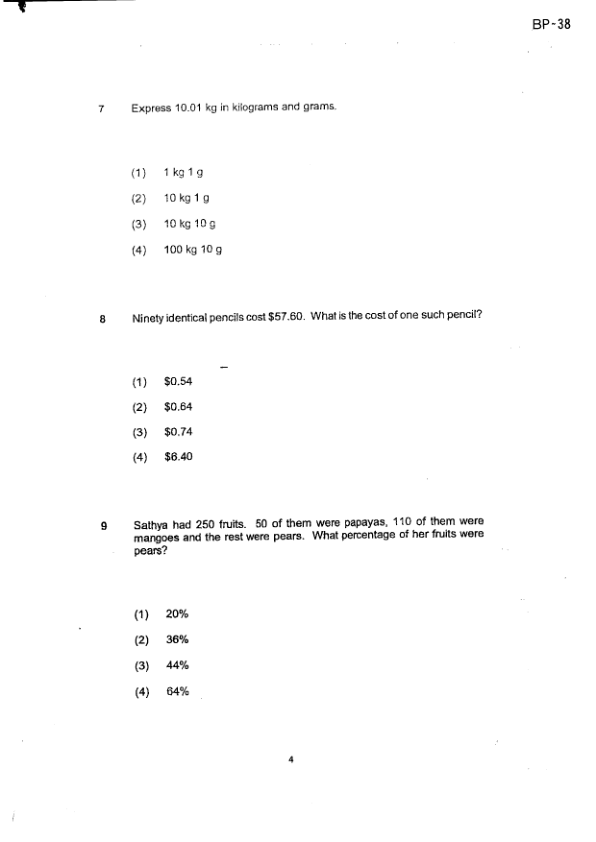 BP-38
7 Express 10.01 kg in kilograms and grams.
(1) 1 kg 1 g
(2) 10 kg 1 g
(3) 10 kg 10 g
(4) 100 kg 10 g
8 Ninety identical pencils cost $57.60. What is the cost of one such pencil?
(1) $0.54
(2) $0.64
(3) $0.74
(4) $6.40
9 Sathya had 250 fruits. 50 of them were papayas, 110 of them were
mangoes and the rest were pears. What percentage of her fruits were
pears?
(1) 20%
(2) 36%
(3) 44%
(4) 64%
4